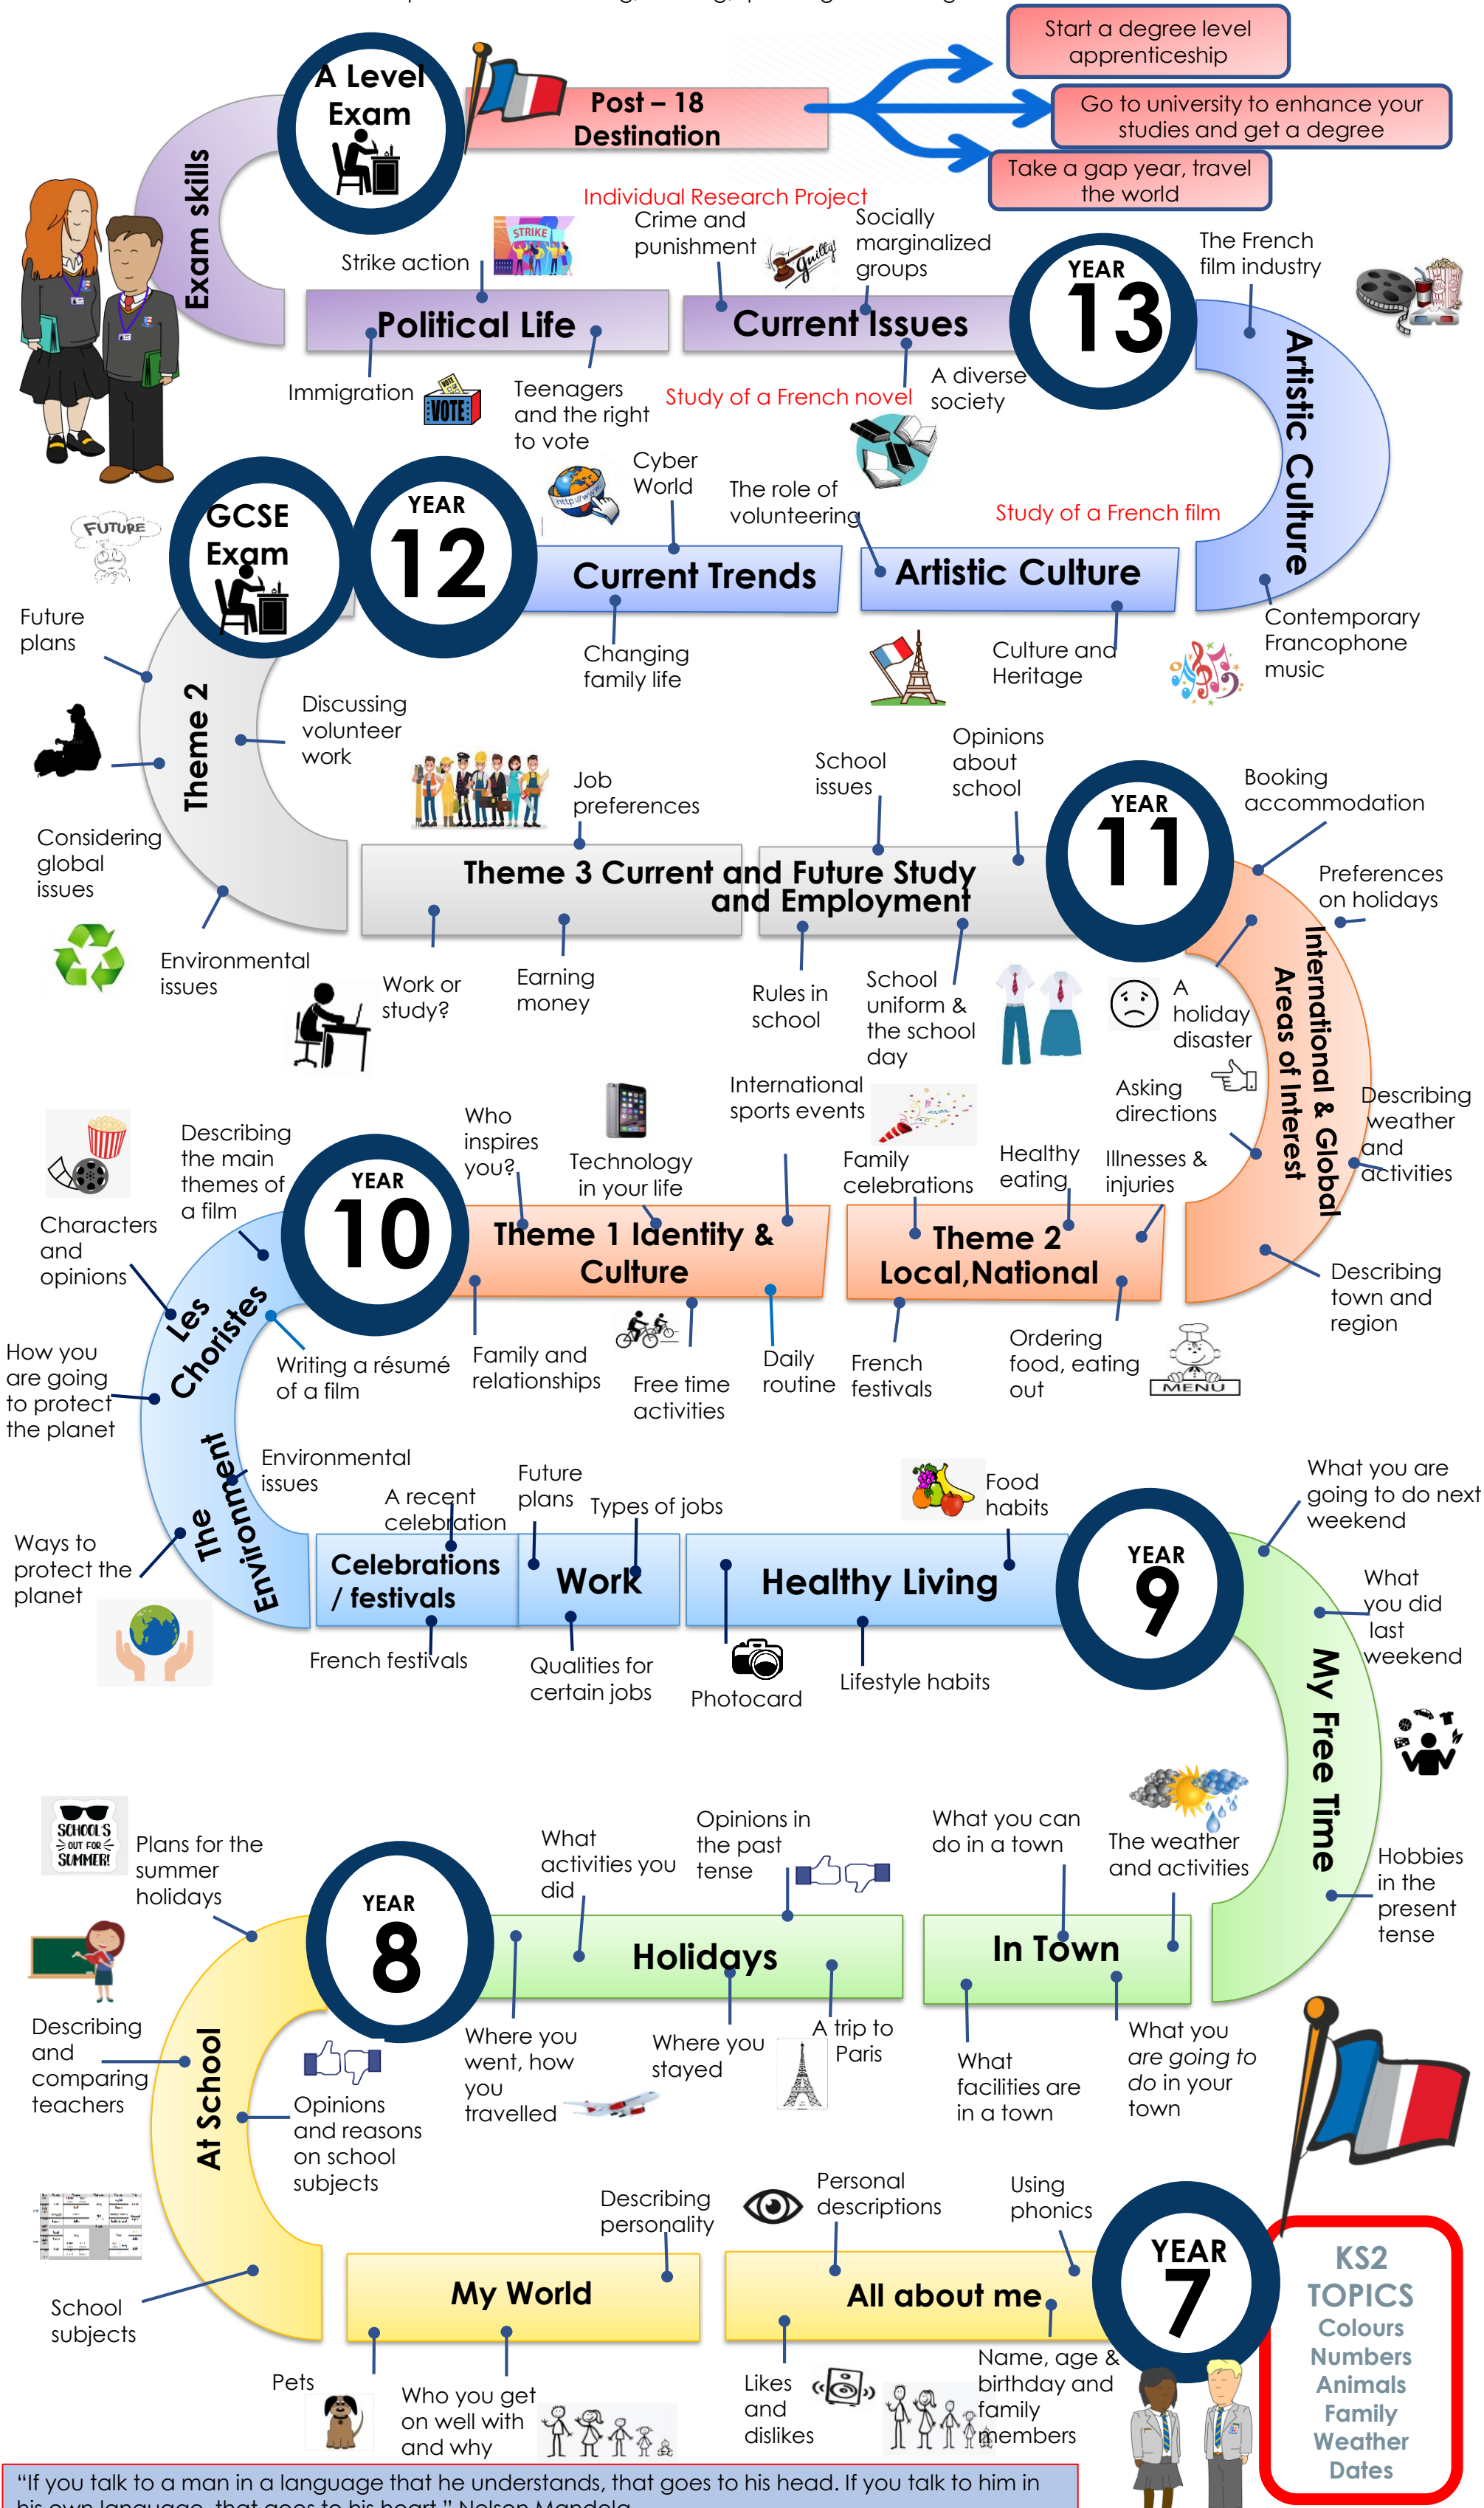 Start a degree level
apprenticeship
A Level
Exam
Post – 18
Destination
Go to university to enhance your
studies and get a degree
Take a gap year, travel
the world
Exam skills
Individual Research Project
Strike action
STRIKE
Crime and
punishment
guilty!
Socially
marginalized
groups
YEAR
13
The French
film industry
Political Life
Current Issues
Immigration
VOTE
VOTE
Teenagers
and the right
to vote
Study of a French novel
A diverse
society
Artistic Culture
GCSE
Exam
YEAR
12
Cyber
World
http://www
The role of
volunteering
Study of a French film
FUTURE
Current Trends
Artistic Culture
Future
plans
Changing
family life
Culture and
Heritage
Contemporary
Francophone
music
Theme 2
Discussing
volunteer
work
Job
preferences
School
issues
Opinions
about
school
YEAR
11
Booking
accommodation
Considering
global
issues
Theme 3 Current and Future Study
and Employment
Preferences
on holidays
Environmental
issues
Work or
study?
Earning
money
Rules in
school
School
uniform &
the school
day
A
holiday
disaster
International & Global
Areas of Interest
Asking
directions
Describing
weather
and
activities
Describing
the main
themes of
a film
YEAR
10
Who
inspires
you?
Technology
in your life
International
sports events
Family
celebrations
Healthy
eating
Illnesses &
injuries
Characters
and
opinions
Theme 1 Identity &
Culture
Theme 2
Local,National
Describing
town and
region
Les
Choristes
How you
are going
to protect
the planet
Writing a résumé
of a film
Family and
relationships
Free time
activities
Daily
routine
French
festivals
Ordering
food, eating
out
MENU
The
Environment
Environmental
issues
A recent
celebration
Future
plans
Types of jobs
Food
habits
YEAR
9
What you are
going to do next
weekend
Ways to
protect the
planet
Celebrations
/ festivals
Work
Healthy Living
What
you did
last
weekend
French festivals
Qualities for
certain jobs
Photocard
Lifestyle habits
My Free Time
SCHOOL'S
OUT FOR
SUMMER!
Plans for the
summer
holidays
YEAR
8
What
activities you
did
Opinions in
the past
tense
What you can
do in a town
The weather
and activities
Hobbies
in the
present
tense
Holidays
In Town
Describing
and
comparing
teachers
At School
Opinions
and reasons
on school
subjects
Where you
went, how
you
travelled
Where you
stayed
A trip to
Paris
What
facilities are
in a town
What you
are going to
do in your
town
School
subjects
Describing
personality
Personal
descriptions
Using
phonics
YEAR
7
My World
All about me
Pets
Who you get
on well with
and why
Likes
and
dislikes
Name, age &
birthday and
family
members
KS2
TOPICS
Colours
Numbers
Animals
Family
Weather
Dates
“If you talk to a man in a language that he understands, that goes to his head. If you talk to him in
his own language, that goes to his heart.” Nelson Mandela